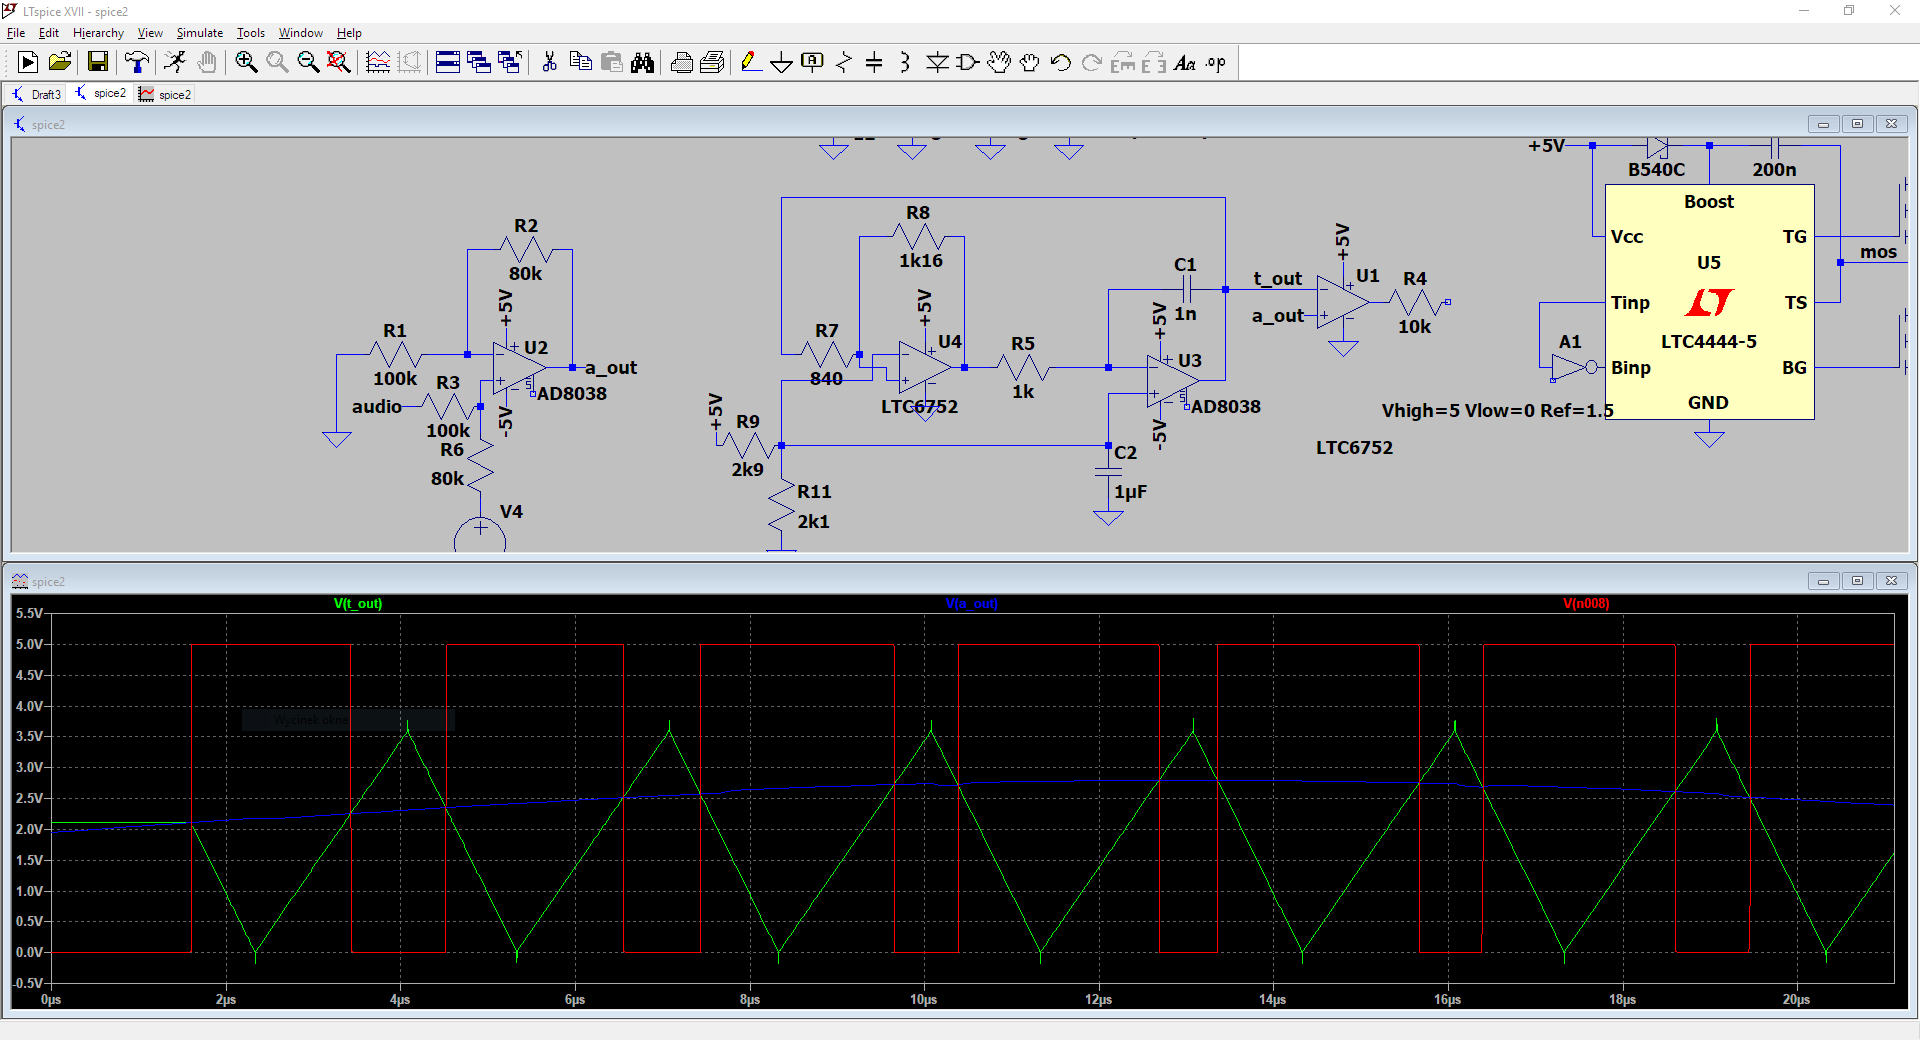 LTspice XVII - spice2
File Edit Hierarchy View Simulate Tools Window Help
Draft3 spice2 spice2
spice2
+5V
B540C 200n
Boost
Vcc TG
U5 mos
Tinp TS
LTC4444-5
A1
Binp BG
GND
Vhigh=5 Vlow=0 Ref=1.5
LTC6752
R2
80k
+5V
R1 U2
100k a_out
R3
audio AD8038
100k -5V
R6
80k
V4
R8
1k16
+5V
R7 U4
840 R5
LTC6752 1k
+5V
R9
2k9
R11
2k1
C1
1n
+5V
U3
AD8038
-5V
C2
1µF
+5V
t_out U1 R4
a_out 10k
spice2
V(t_out) V(a_out) V(n008)
5.5V
5.0V
4.5V
4.0V
Wycinek okna
3.5V
3.0V
2.5V
2.0V
1.5V
1.0V
0.5V
0.0V
-0.5V
0µs 2µs 4µs 6µs 8µs 10µs 12µs 14µs 16µs 18µs 20µs